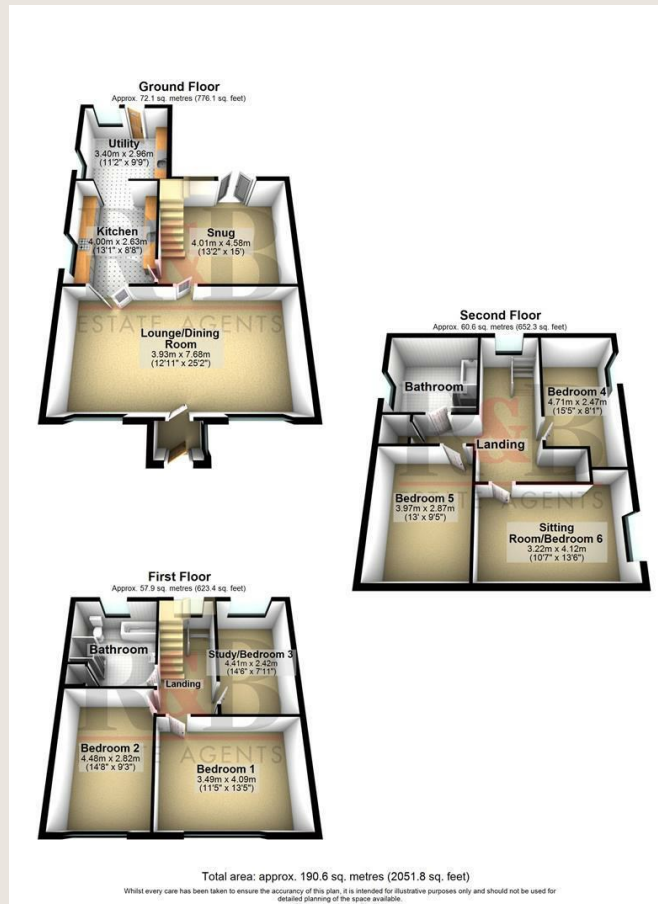 Ground Floor
Approx. 72.1 sq. metres (776.1 sq. feet)
Utility
3.40m x 2.96m
(11'2" x 9'9")
Kitchen
4.00m x 2.63m
(13'1" x 8'8")
Snug
4.01m x 4.58m
(13'2" x 15')
R&B
ESTATE AGENTS
Lounge/Dining
Room
3.93m x 7.68m
(12'11" x 25'2")
Second Floor
Approx. 60.6 sq. metres (652.3 sq. feet)
Bathroom
Bedroom 4
4.71m x 2.47m
(15'5" x 8'1")
Landing
R&B
ESTATE AGENTS
Bedroom 5
3.97m x 2.87m
(13' x 9'5")
Sitting
Room/Bedroom 6
3.22m x 4.12m
(10'7" x 13'6")
First Floor
Approx. 57.9 sq. metres (623.4 sq. feet)
Bathroom
Study/Bedroom 3
4.41m x 2.42m
(14'6" x 7'11")
Landing
R&B
ESTATE AGENTS
Bedroom 2
4.48m x 2.82m
(14'8" x 9'3")
Bedroom 1
3.49m x 4.09m
(11'5" x 13'5")
Total area: approx. 190.6 sq. metres (2051.8 sq. feet)
Whilst every care has been taken to ensure the accurancy of this plan, it is intended for illustrative purposes only and should not be used for
detailed planning of the space available.